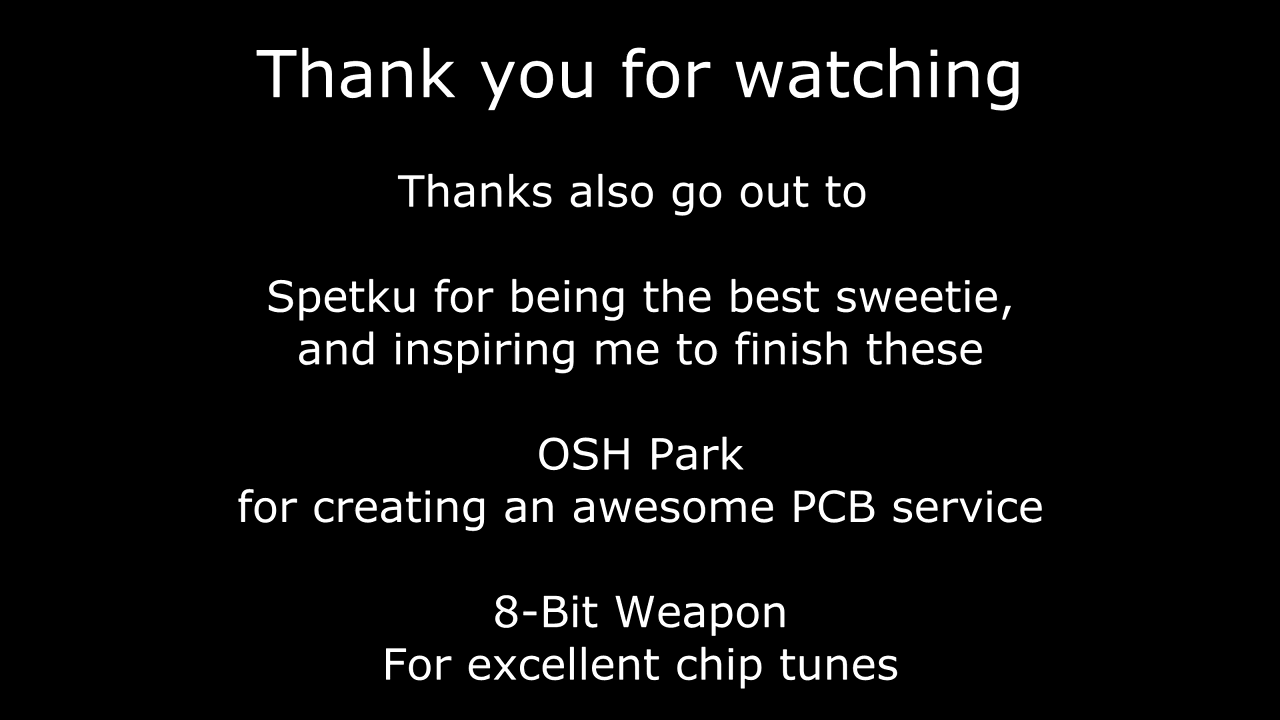 Thank you for watching
Thanks also go out to
Spetku for being the best sweetie,
and inspiring me to finish these
OSH Park
for creating an awesome PCB service
8-Bit Weapon
For excellent chip tunes